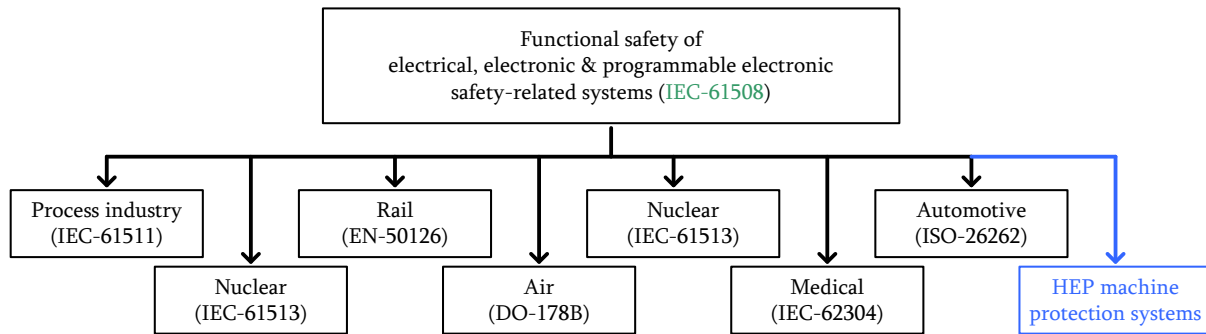 Functional safety of
electrical, electronic & programmable electronic
safety-related systems (IEC-61508)
Process industry
(IEC-61511)
Rail
(EN-50126)
Nuclear
(IEC-61513)
Automotive
(ISO-26262)
Nuclear
(IEC-61513)
Air
(DO-178B)
Medical
(IEC-62304)
HEP machine
protection systems